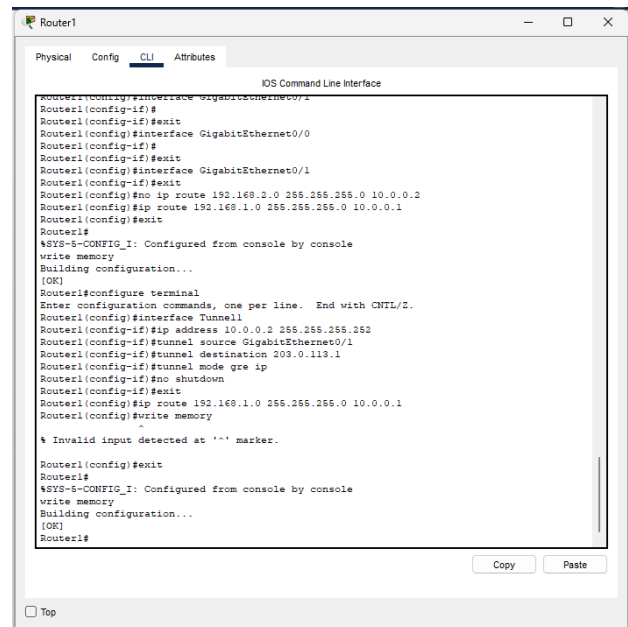 Router1
Physical Config CLI Attributes
IOS Command Line Interface
Router1(config)#interface GigabitEthernet0/1
Router1(config-if)#
Router1(config-if)#exit
Router1(config)#interface GigabitEthernet0/0
Router1(config-if)#
Router1(config-if)#exit
Router1(config)#interface GigabitEthernet0/1
Router1(config-if)#exit
Router1(config)#no ip route 192.168.2.0 255.255.255.0 10.0.0.2
Router1(config)#ip route 192.168.1.0 255.255.255.0 10.0.0.1
Router1(config)#exit
Router1#
%SYS-5-CONFIG_I: Configured from console by console
write memory
Building configuration...
[OK]
Router1#configure terminal
Enter configuration commands, one per line. End with CNTL/Z.
Router1(config)#interface Tunnel1
Router1(config-if)#ip address 10.0.0.2 255.255.255.252
Router1(config-if)#tunnel source GigabitEthernet0/1
Router1(config-if)#tunnel destination 203.0.113.1
Router1(config-if)#tunnel mode gre ip
Router1(config-if)#no shutdown
Router1(config-if)#exit
Router1(config)#ip route 192.168.1.0 255.255.255.0 10.0.0.1
Router1(config)#write memory
^
% Invalid input detected at '^' marker.
Router1(config)#exit
Router1#
%SYS-5-CONFIG_I: Configured from console by console
write memory
Building configuration...
[OK]
Router1#
Copy Paste
Top